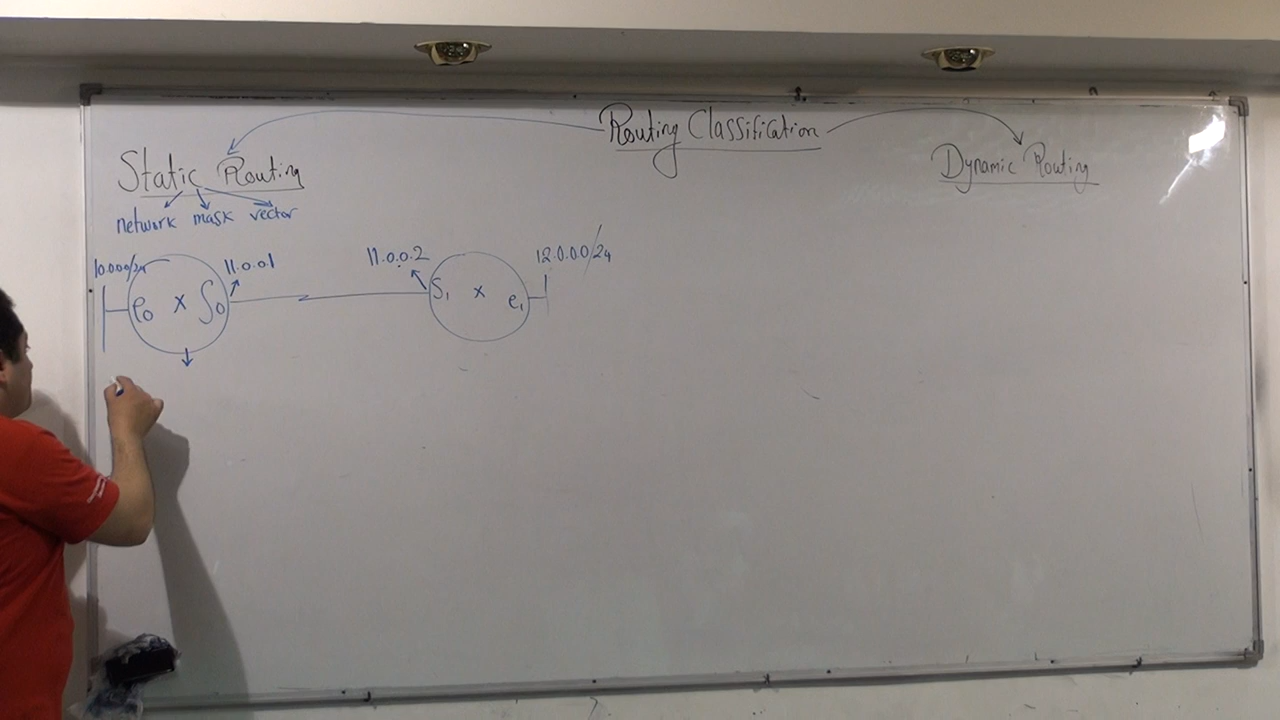 Routing Classification
Static Routing
Dynamic Routing
network mask vector
10.0.0.0/24
11.0.0.1
11.0.0.2
12.0.0.0/24
e0 x S0
S1 x e1